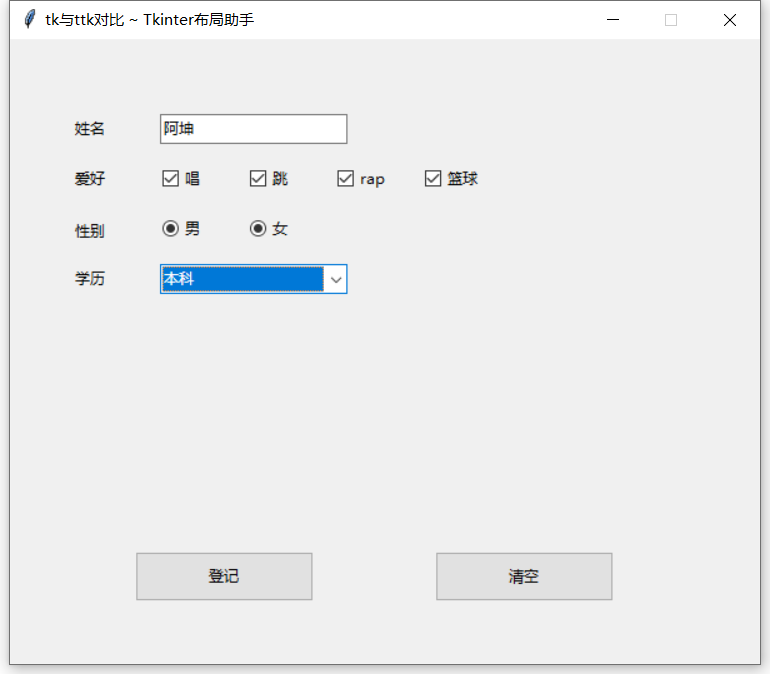 tk与ttk对比 ~ Tkinter布局助手
姓名 阿坤
爱好 唱 跳 rap 篮球
性别 男 女
学历 本科
登记 清空